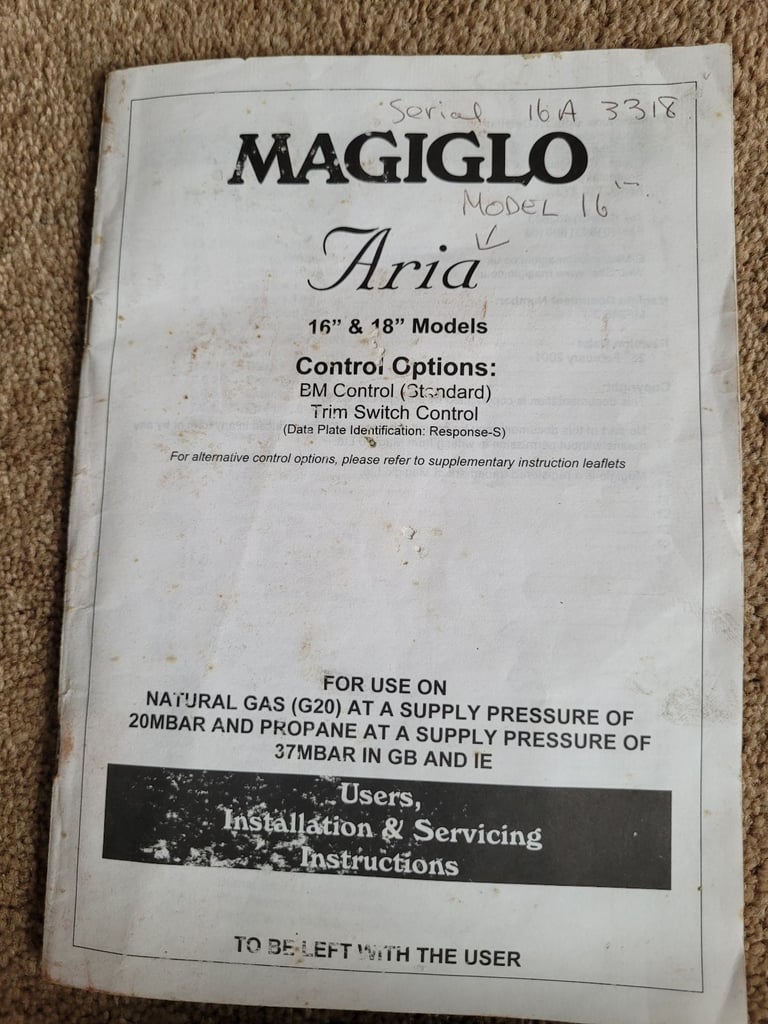 Serial 16A 3318
MAGIGLO
MODEL 16"
Aria
16” & 18” Models
Control Options:
BM Control (Standard)
Trim Switch Control
(Data Plate Identification: Response-S)
For alternative control options, please refer to supplementary instruction leaflets
FOR USE ON
NATURAL GAS (G20) AT A SUPPLY PRESSURE OF
20MBAR AND PROPANE AT A SUPPLY PRESSURE OF
37MBAR IN GB AND IE
Users,
Installation & Servicing
Instructions
TO BE LEFT WITH THE USER